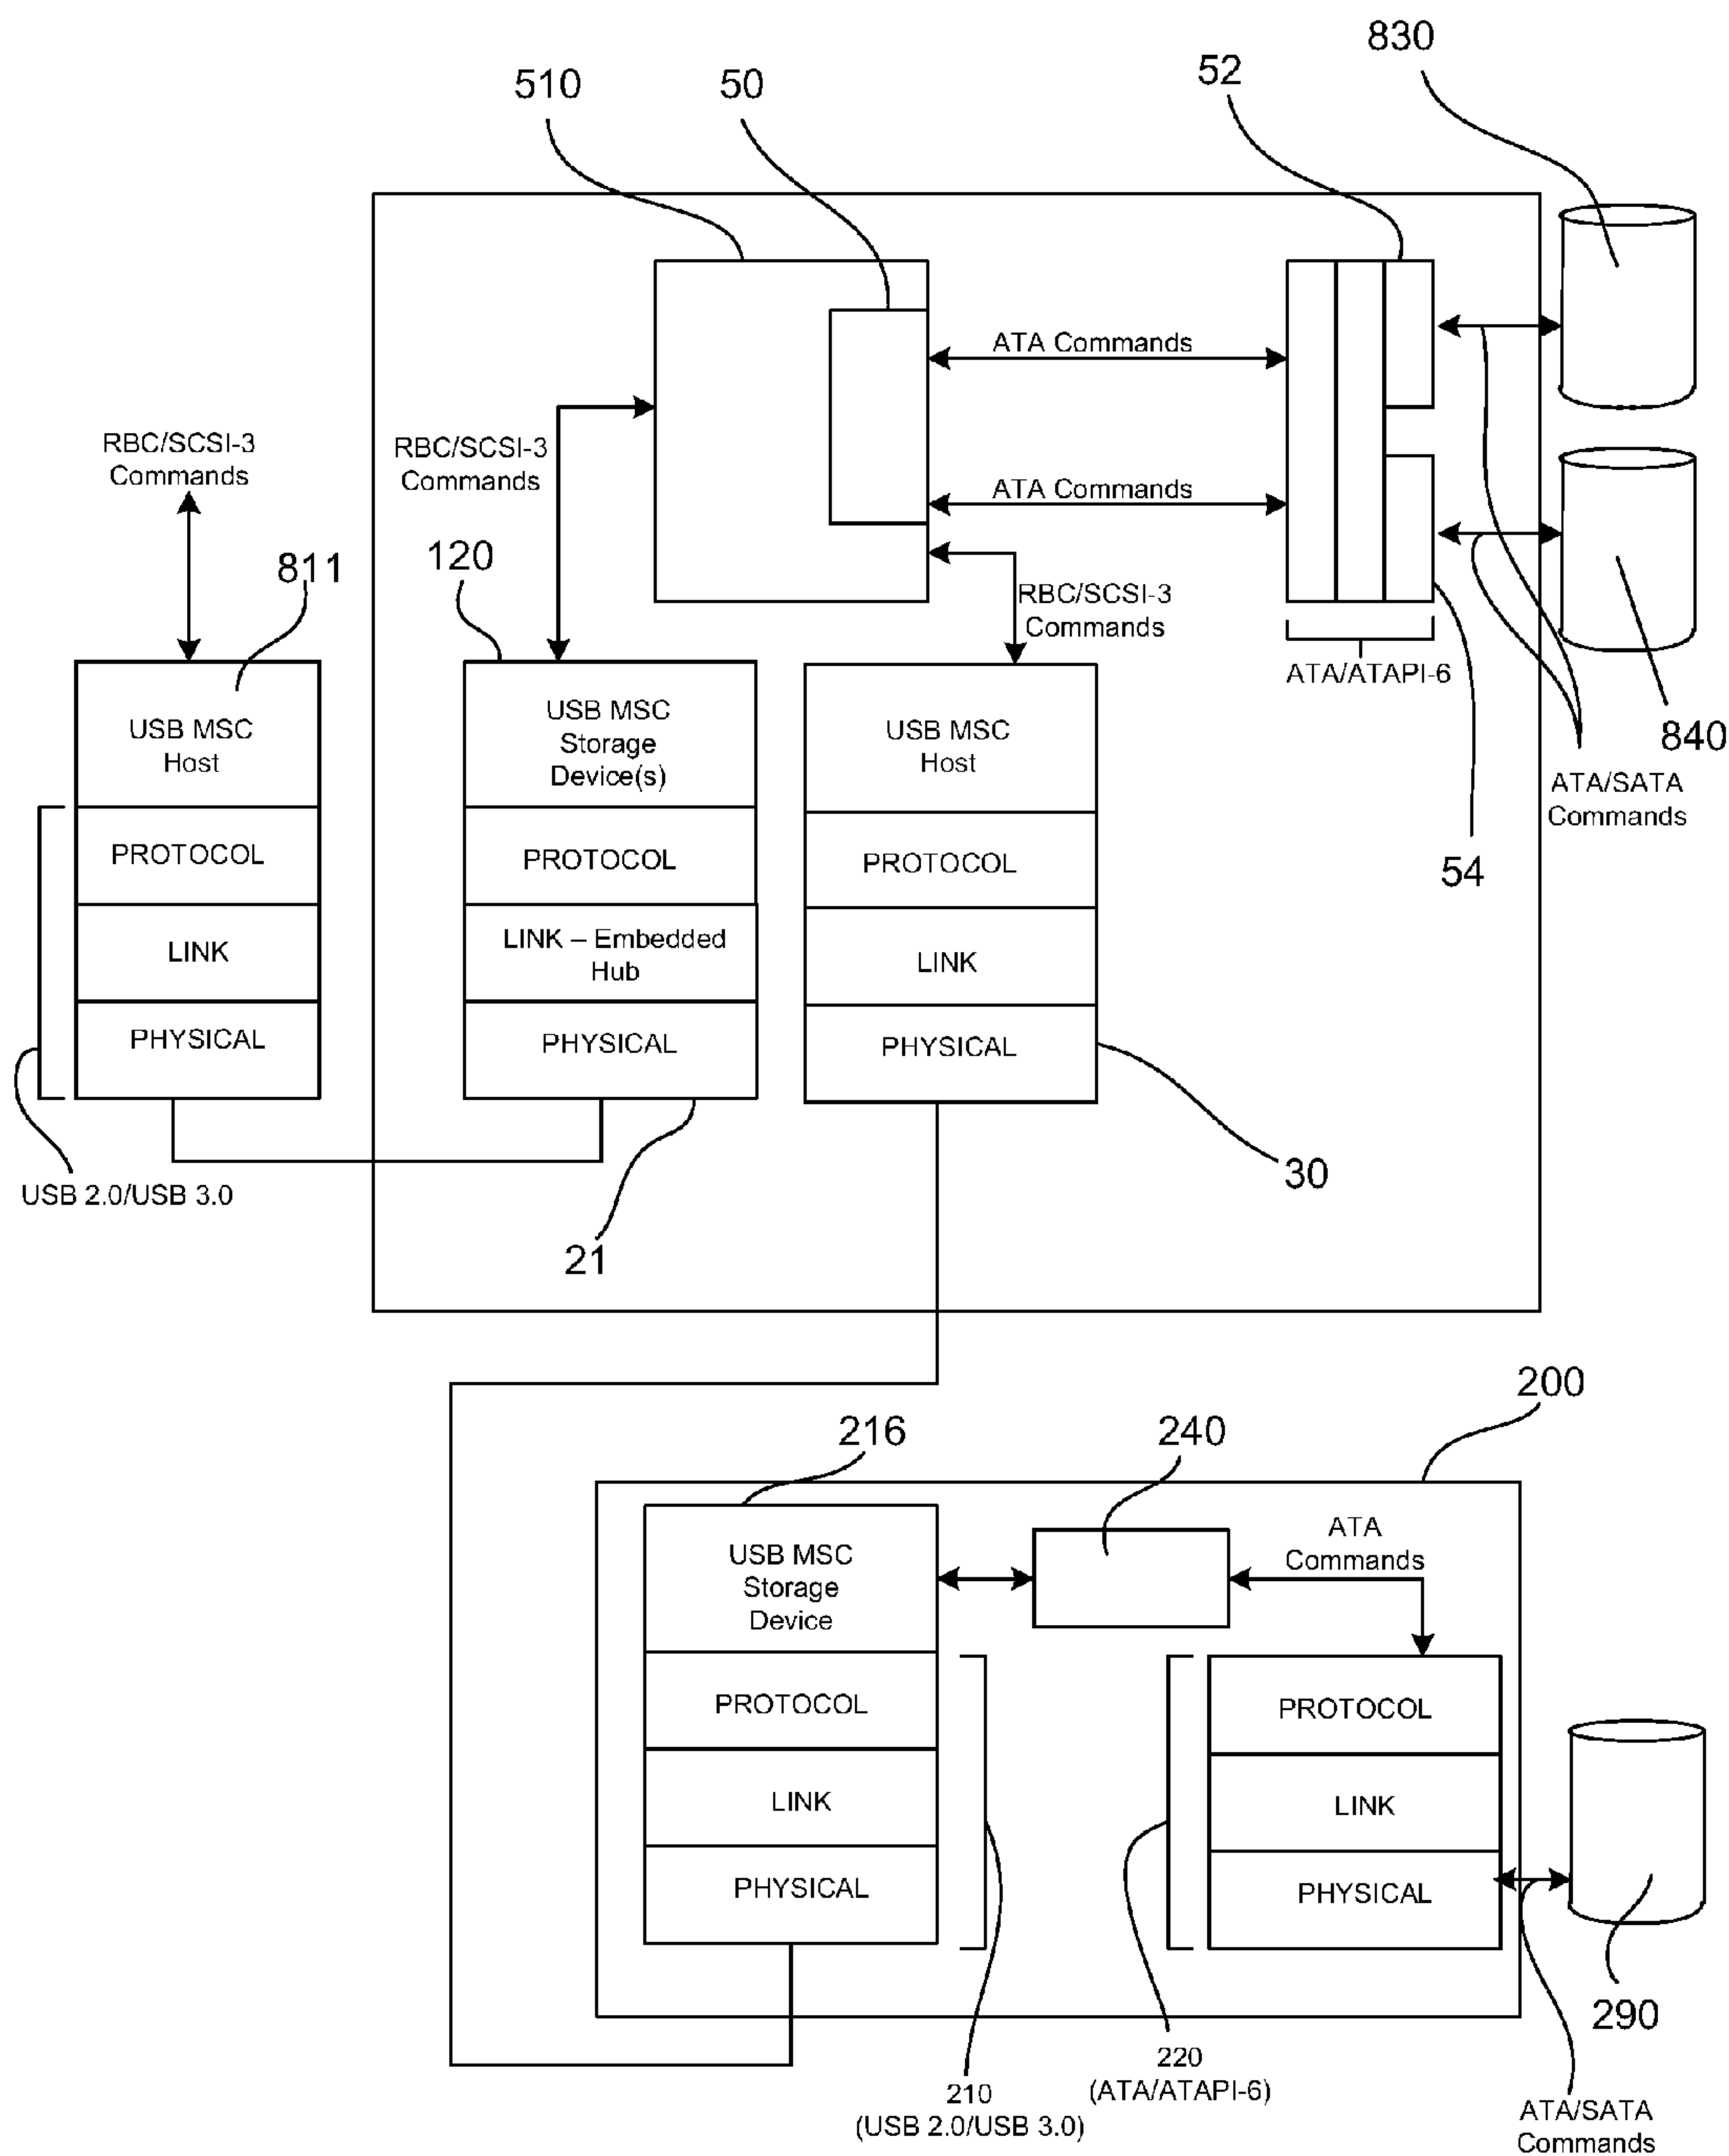 830
52
510
50
ATA Commands
RBC/SCSI-3
Commands
RBC/SCSI-3
Commands
ATA Commands
120
811
RBC/SCSI-3
Commands
ATA/ATAPI-6
840
USB MSC
Host
USB MSC
Storage
Device(s)
USB MSC
Host
ATA/SATA
Commands
54
PROTOCOL
PROTOCOL
PROTOCOL
LINK
LINK – Embedded
Hub
LINK
PHYSICAL
PHYSICAL
PHYSICAL
30
USB 2.0/USB 3.0
21
200
216
240
ATA
Commands
USB MSC
Storage
Device
PROTOCOL
PROTOCOL
LINK
LINK
PHYSICAL
PHYSICAL
290
220
(ATA/ATAPI-6)
210
(USB 2.0/USB 3.0)
ATA/SATA
Commands